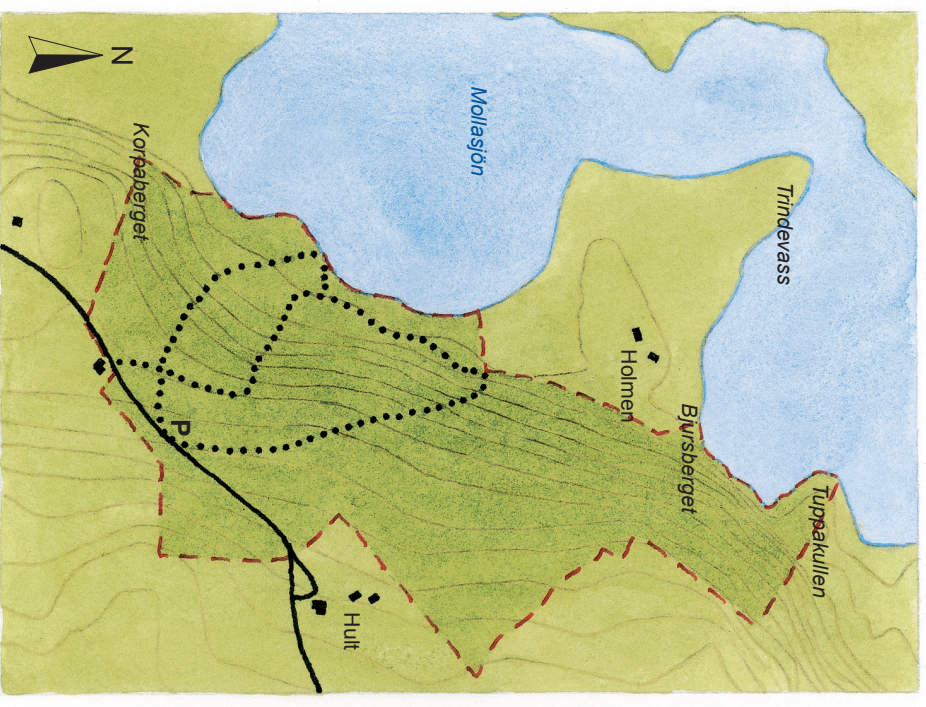 N
Korpaberget
Mollasjön
Trindevass
Holmen
Bjursberget
Tuppakullen
P
Hult